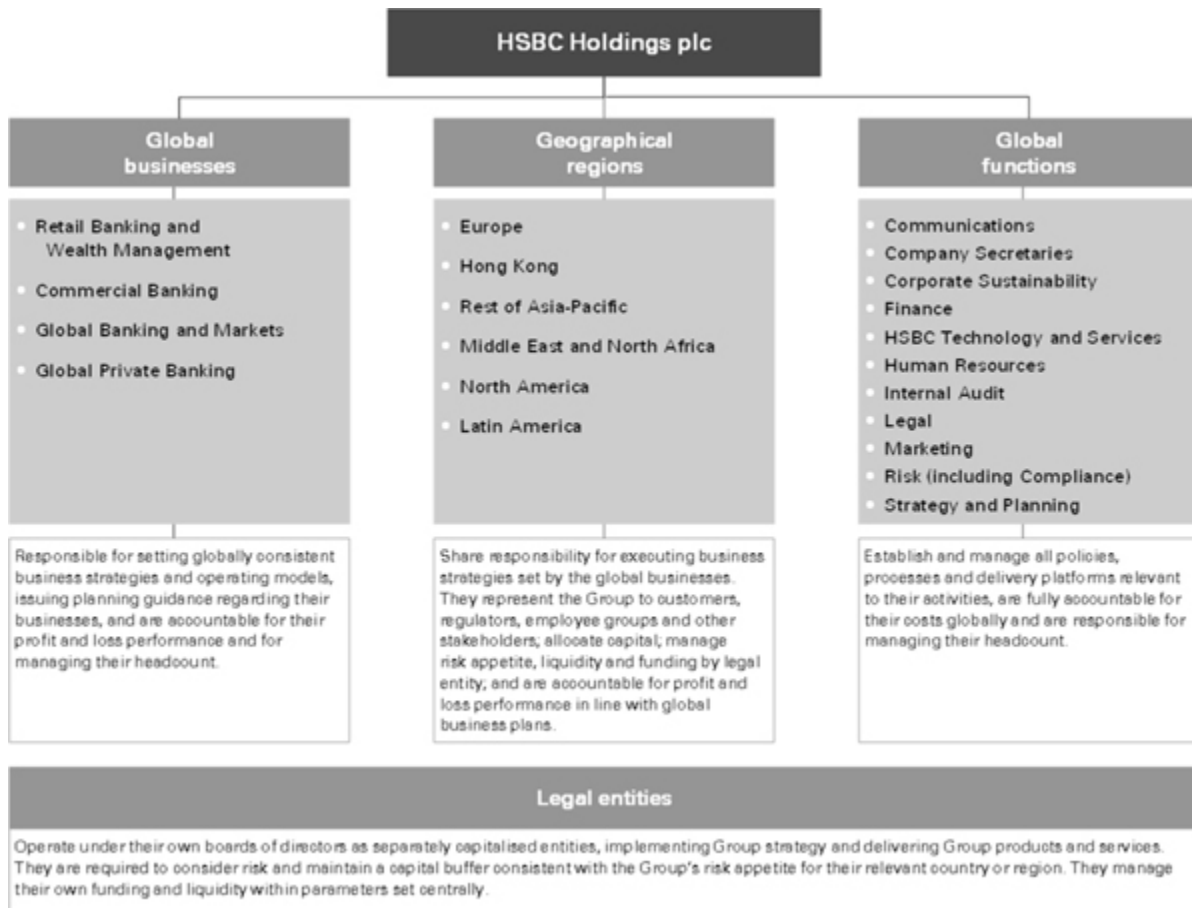 HSBC Holdings plc
Global
businesses
Retail Banking and
Wealth Management
Commercial Banking
Global Banking and Markets
Global Private Banking
Responsible for setting globally consistent
business strategies and operating models,
issuing planning guidance regarding their
businesses, and are accountable for their
profit and loss performance and for
managing their headcount.
Geographical
regions
Europe
Hong Kong
Rest of Asia-Pacific
Middle East and North Africa
North America
Latin America
Share responsibility for executing business
strategies set by the global businesses.
They represent the Group to customers,
regulators, employee groups and other
stakeholders; allocate capital; manage
risk appetite, liquidity and funding by legal
entity; and are accountable for profit and
loss performance in line with global
business plans.
Global
functions
Communications
Company Secretaries
Corporate Sustainability
Finance
HSBC Technology and Services
Human Resources
Internal Audit
Legal
Marketing
Risk (including Compliance)
Strategy and Planning
Establish and manage all policies,
processes and delivery platforms relevant
to their activities, are fully accountable for
their costs globally and are responsible for
managing their headcount.
Legal entities
Operate under their own boards of directors as separately capitalised entities, implementing Group strategy and delivering Group products and services.
They are required to consider risk and maintain a capital buffer consistent with the Group's risk appetite for their relevant country or region. They manage
their own funding and liquidity within parameters set centrally.